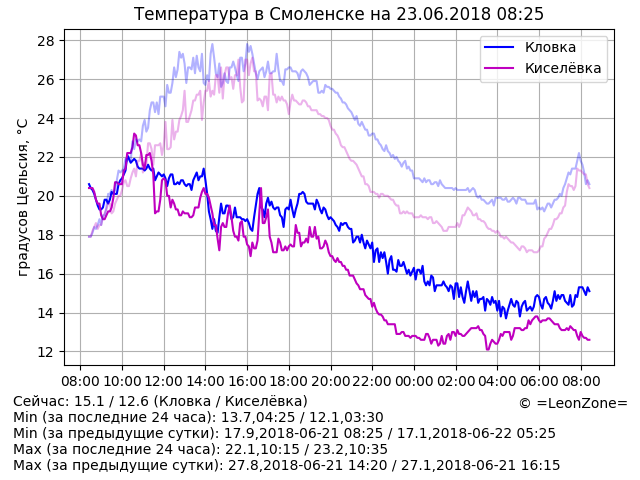 Температура в Смоленске на 23.06.2018 08:25
градусов Цельсия, °C
28
26
24
22
20
18
16
14
12
Кловка
Киселёвка
08:00 10:00 12:00 14:00 16:00 18:00 20:00 22:00 00:00 02:00 04:00 06:00 08:00
Сейчас: 15.1 / 12.6 (Кловка / Киселёвка)
© =LeonZone=
Min (за последние 24 часа): 13.7,04:25 / 12.1,03:30
Min (за предыдущие сутки): 17.9,2018-06-21 08:25 / 17.1,2018-06-22 05:25
Max (за последние 24 часа): 22.1,10:15 / 23.2,10:35
Max (за предыдущие сутки): 27.8,2018-06-21 14:20 / 27.1,2018-06-21 16:15